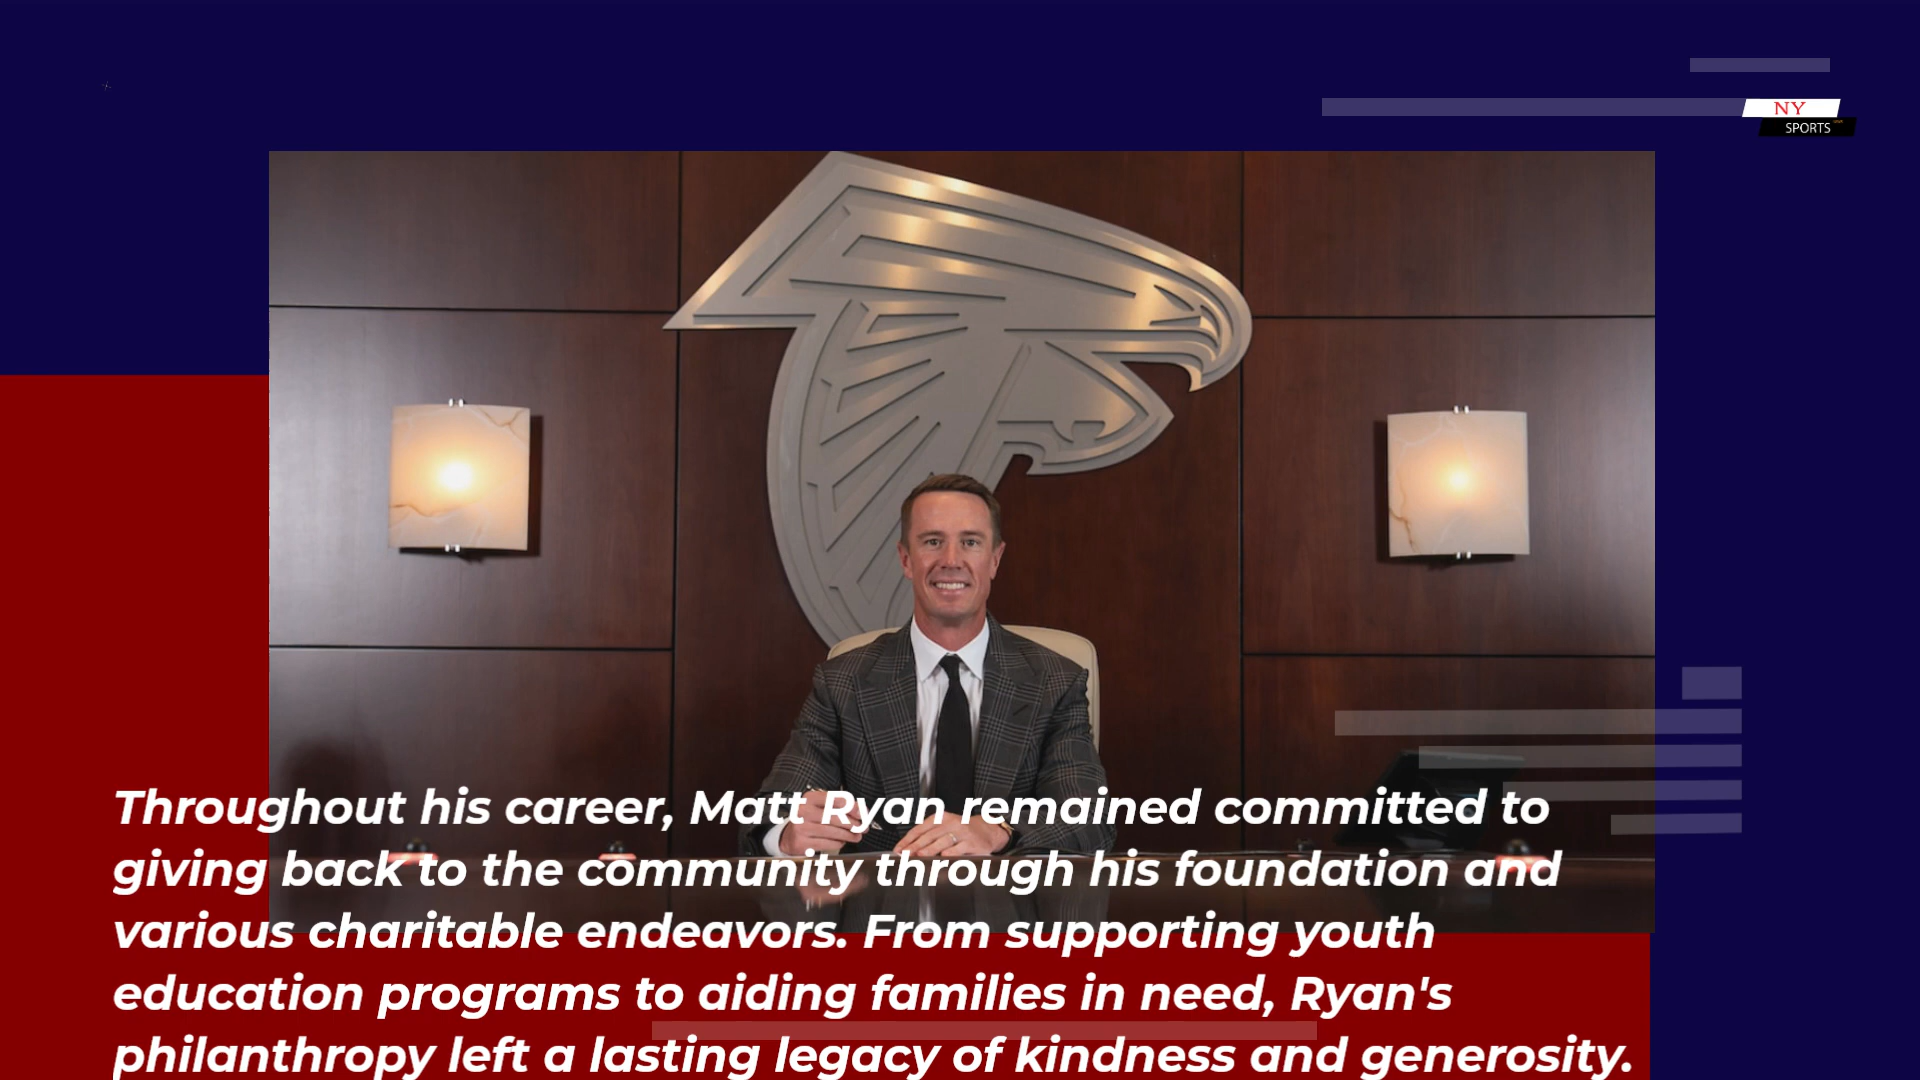 NY
SPORTS
Throughout his career, Matt Ryan remained committed to
giving back to the community through his foundation and
various charitable endeavors. From supporting youth
education programs to aiding families in need, Ryan's
philanthropy left a lasting legacy of kindness and generosity.